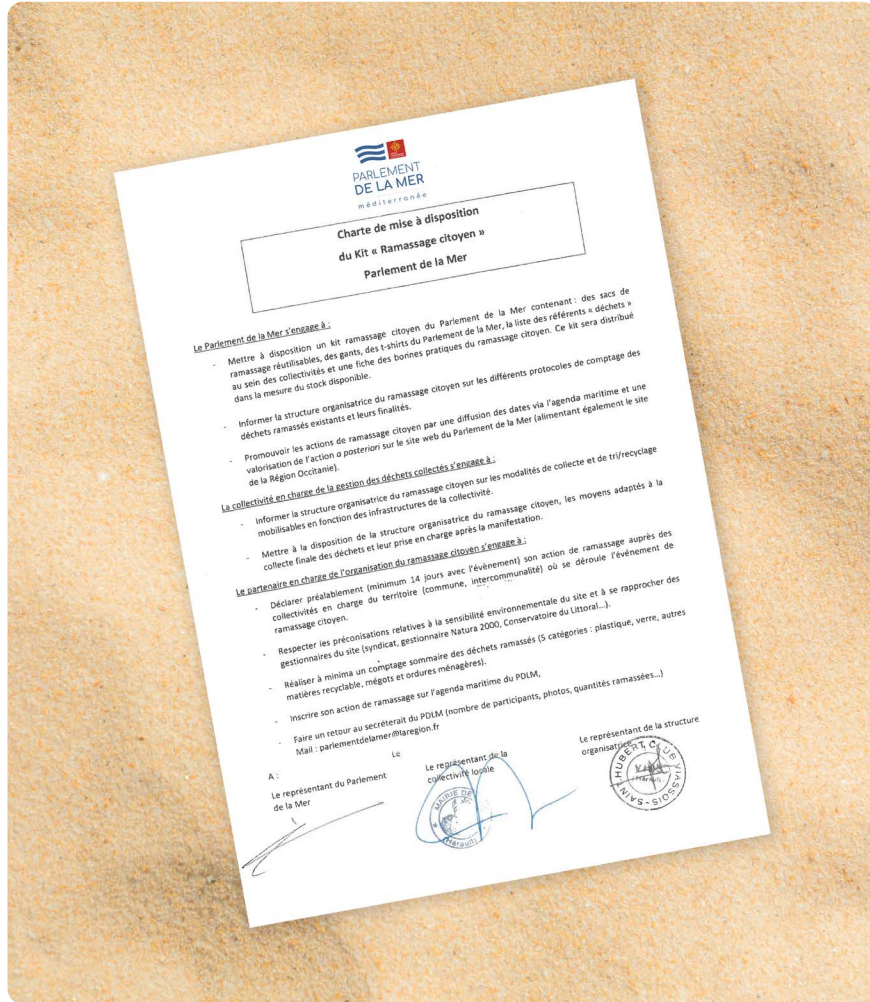 PARLEMENT
DE LA MER
méditerranée
Charte de mise à disposition
du Kit « Ramassage citoyen »
Parlement de la Mer
Le Parlement de la Mer s'engage à :
- Mettre à disposition un kit ramassage citoyen du Parlement de la Mer contenant : des sacs de
ramassage réutilisables, des gants, des t-shirts du Parlement de la Mer, la liste des référents « déchets »
au sein des collectivités et une fiche des bonnes pratiques du ramassage citoyen. Ce kit sera distribué
dans la mesure du stock disponible.
- Informer la structure organisatrice du ramassage citoyen sur les différents protocoles de comptage des
déchets ramassés existants et leurs finalités.
- Promouvoir les actions de ramassage citoyen par une diffusion des dates via l'agenda maritime et une
valorisation de l'action a posteriori sur le site web du Parlement de la Mer (alimentant également le site
de la Région Occitanie).
La collectivité en charge de la gestion des déchets collectés s'engage à :
- Informer la structure organisatrice du ramassage citoyen sur les modalités de collecte et de tri/recyclage
mobilisables en fonction des infrastructures de la collectivité.
- Mettre à la disposition de la structure organisatrice du ramassage citoyen, les moyens adaptés à la
collecte finale des déchets et leur prise en charge après la manifestation.
Le partenaire en charge de l'organisation du ramassage citoyen s'engage à :
- Déclarer préalablement (minimum 14 jours avec l'évènement) son action de ramassage auprès des
collectivités en charge du territoire (commune, intercommunalité) où se déroule l'événement de
ramassage citoyen.
- Respecter les préconisations relatives à la sensibilité environnementale du site et à se rapprocher des
gestionnaires du site (syndicat, gestionnaire Natura 2000, Conservatoire du Littoral...).
- Réaliser à minima un comptage sommaire des déchets ramassés (5 catégories : plastique, verre, autres
matières recyclable, mégots et ordures ménagères).
- Inscrire son action de ramassage sur l'agenda maritime du PDLM,
- Faire un retour au secrèterait du PDLM (nombre de participants, photos, quantités ramassées...)
Mail : parlementdelamer@laregion.fr
A : Le
Le représentant du Parlement
de la Mer
Le représentant de la
collectivité locale
MAIRIE DE
(Hérault)
Le représentant de la structure
organisatrice
SAINT-HUBERT CLUB VIASSOIS
(Hérault)